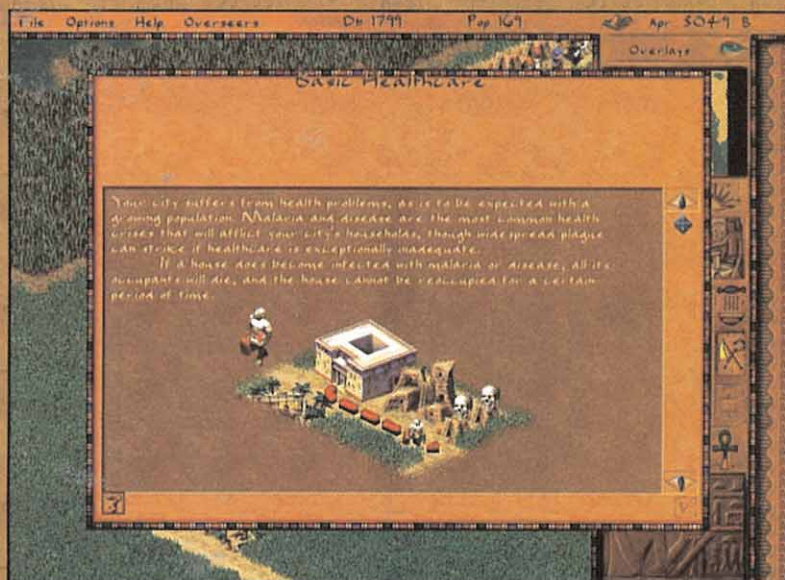 File Options Help Overseers Db 1799 Pop 169 Apr 3049 B
Overlays
Basic Healthcare
Your city suffers from health problems, as is to be expected with a
growing population. Malaria and disease are the most common health
crises that will afflict your city's households, though widespread plague
can strike if healthcare is exceptionally inadequate.
If a house does become infected with malaria or disease, all its
occupants will die, and the house cannot be reoccupied for a certain
period of time.